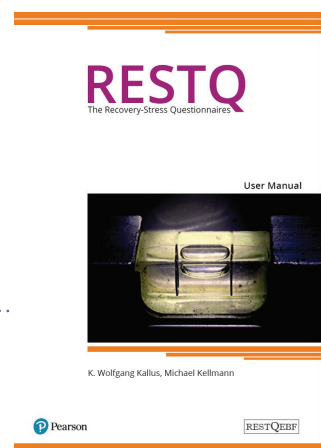 RESTQ
The Recovery-Stress Questionnaires
User Manual
K. Wolfgang Kallus, Michael Kellmann
Pearson
RESTQEBF